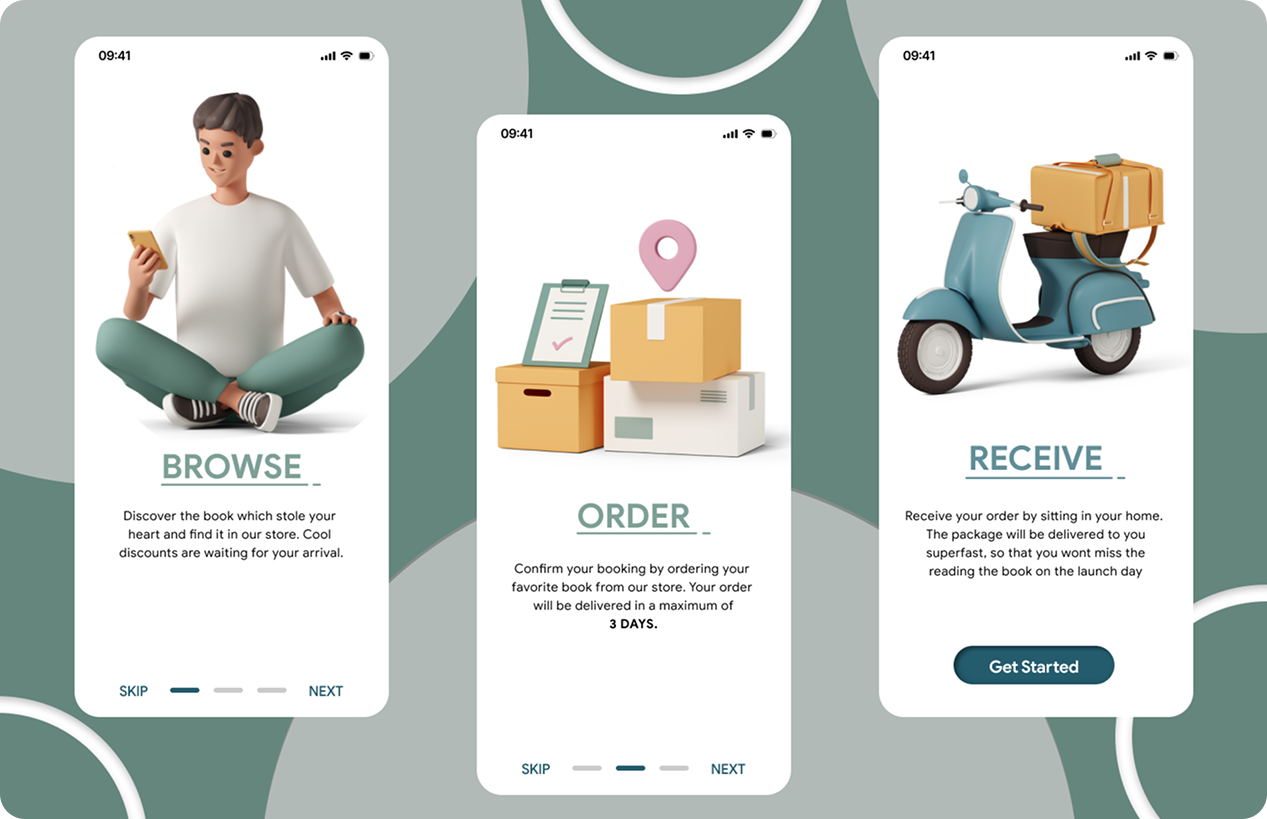 09:41
BROWSE
Discover the book which stole your
heart and find it in our store. Cool
discounts are waiting for your arrival.
SKIP
NEXT
09:41
ORDER
Confirm your booking by ordering your
favorite book from our store. Your order
will be delivered in a maximum of
3 DAYS.
SKIP
NEXT
09:41
RECEIVE
Receive your order by sitting in your home.
The package will be delivered to you
superfast, so that you wont miss the
reading the book on the launch day
Get Started